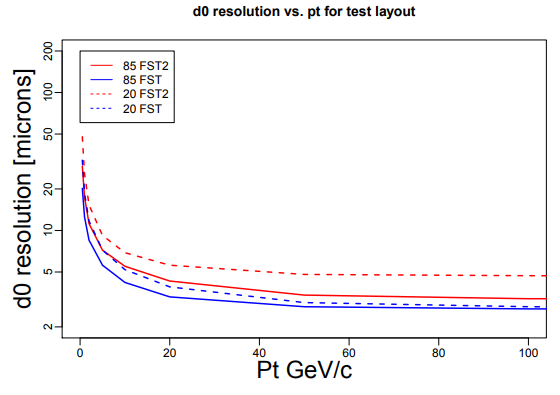 d0 resolution vs. pt for test layout
d0 resolution [microns]
200
100
50
20
10
5
2
85 FST2
85 FST
20 FST2
20 FST
0
20
40
60
80
100
Pt GeV/c